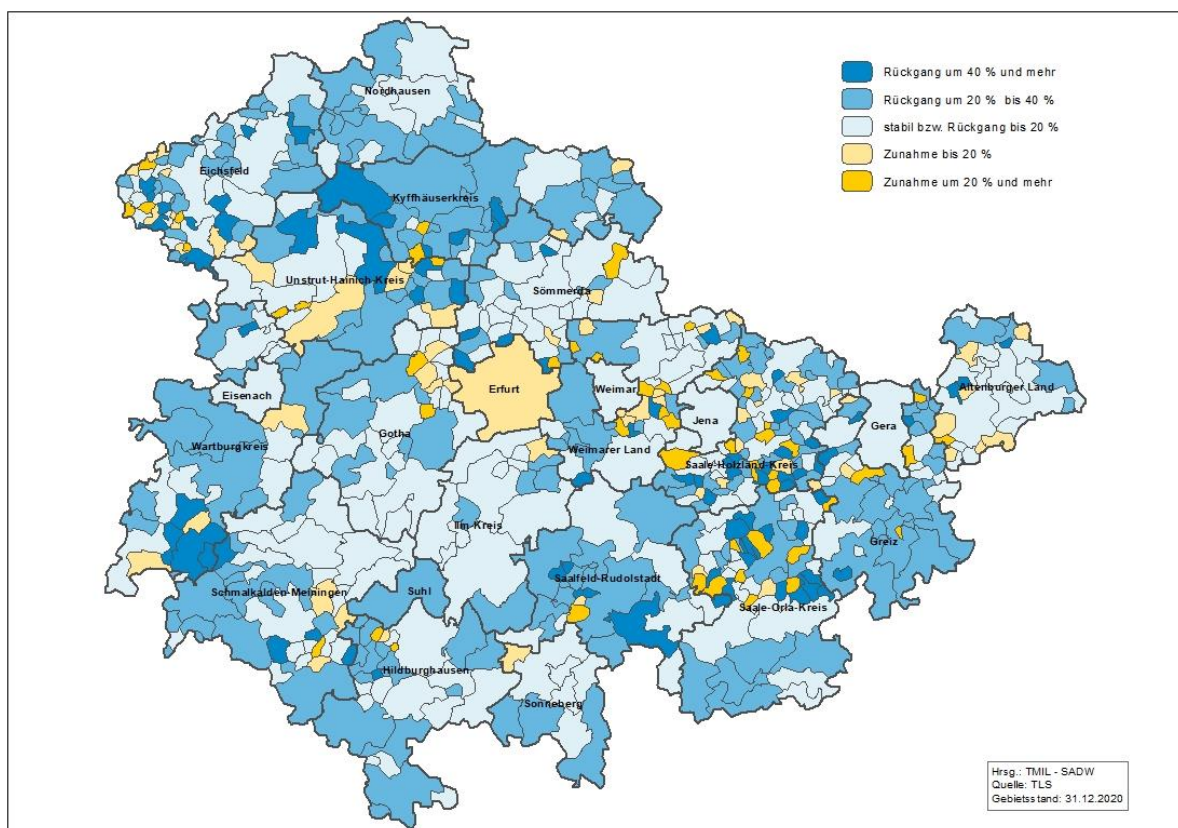 Rückgang um 40 % und mehr
Rückgang um 20 % bis 40 %
stabil bzw. Rückgang bis 20 %
Zunahme bis 20 %
Zunahme um 20 % und mehr
Nordhausen
Eichsfeld
Kyffhäuserkreis
Unstrut-Hainich-Kreis
Sömmerda
Eisenach
Erfurt
Weimar
Jena
Gera
Altenburger Land
Wartburgkreis
Gotha
Weimarer Land
Saale-Holzland-Kreis
Ilm-Kreis
Greiz
Schmalkalden-Meiningen
Suhl
Saalfeld-Rudolstadt
Saale-Orla-Kreis
Hildburghausen
Sonneberg
Hrsg.: TMIL - SADW
Quelle: TLS
Gebietsstand: 31.12.2020